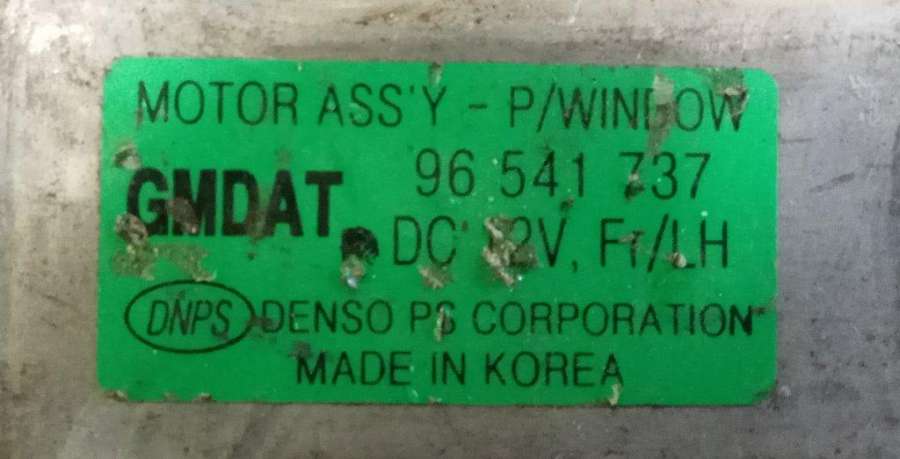 MOTOR ASS'Y - P/WINDOW
GMDAT 96 541 737
DC 12V, Fr/LH
DNPS DENSO PS CORPORATION
MADE IN KOREA